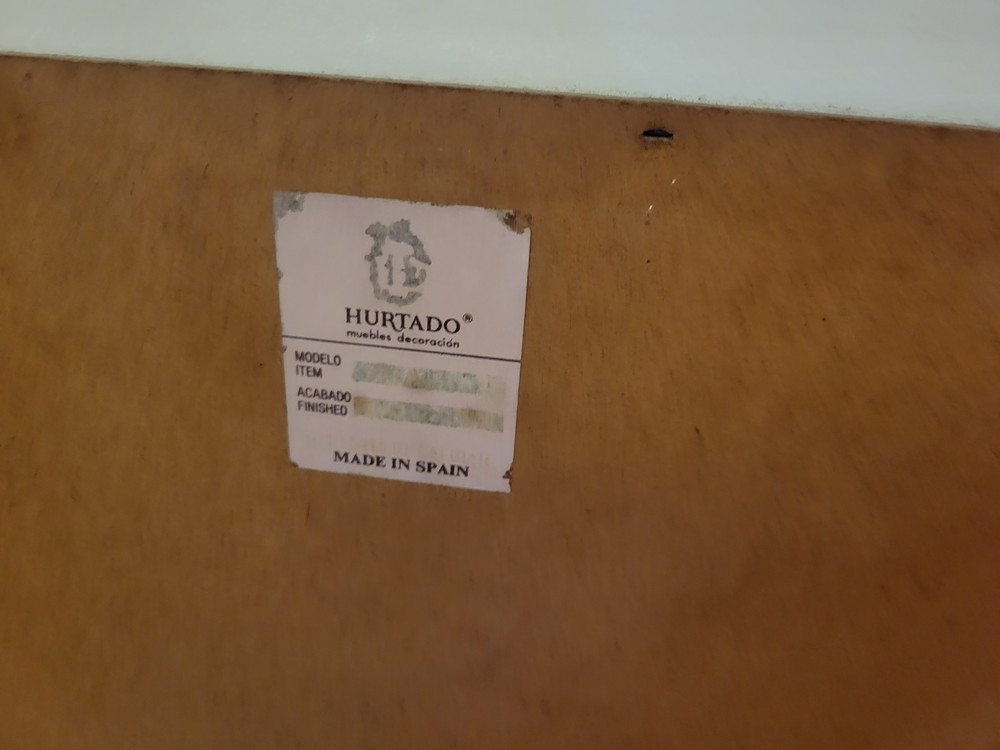 H
HURTADO®
muebles decoración
MODELO
ITEM
ACABADO
FINISHED
MADE IN SPAIN